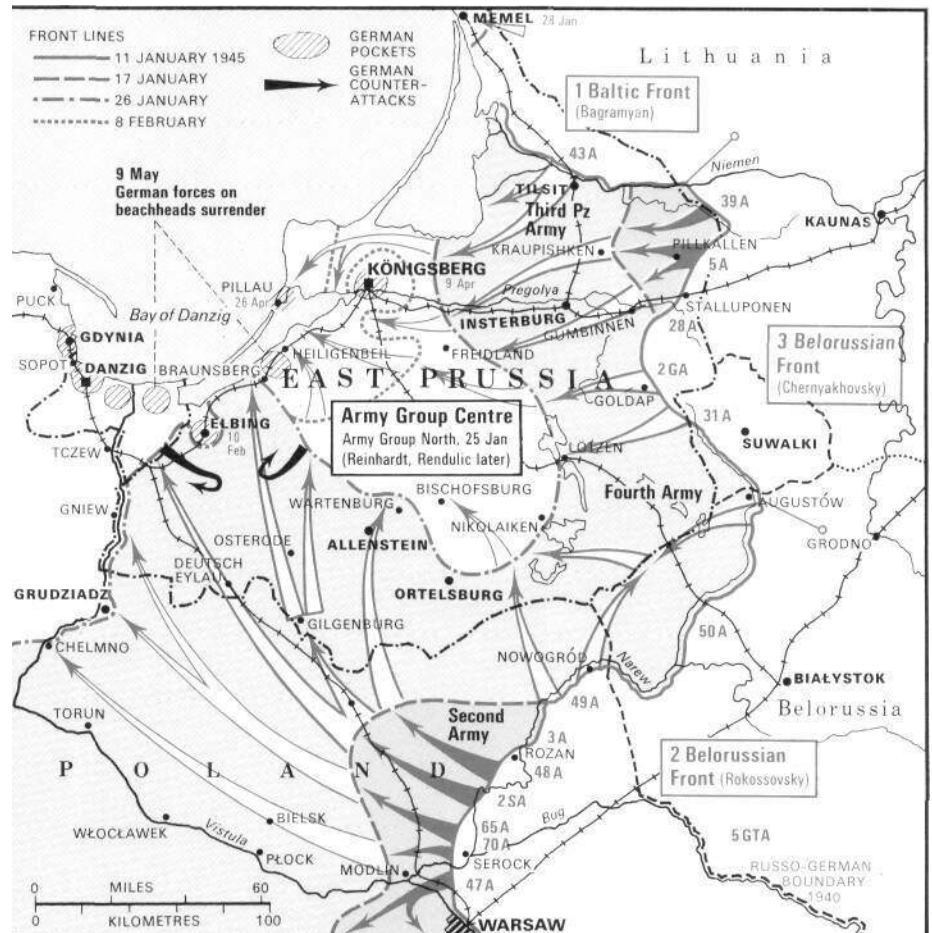 MEMEL 28 Jan
FRONT LINES
11 JANUARY 1945
17 JANUARY
26 JANUARY
8 FEBRUARY
GERMAN
POCKETS
GERMAN
COUNTER-
ATTACKS
Lithuania
1 Baltic Front
(Bagramyan)
43A
Niemen
9 May
German forces on
beachheads surrender
TILSIT
39A
Third Pz
Army
KAUNAS
KRAUPISHKEN
PILLKALLEN
5A
KÖNIGSBERG
9 Apr
PILLAU
26 Apr
Pregolya
PUCK
Bay of Danzig
INSTERBURG
GUMBINNEN
STALLUPONEN
28A
GDYNIA
SOPOT
DANZIG
BRAUNSBERG
HEILIGENBEIL
FREIDLAND
3 Belorussian
Front
(Chernyakhovsky)
EAST PRUSSIA
2GA
GOLDAP
31A
Army Group Centre
Army Group North, 25 Jan
(Reinhardt, Rendulic later)
ELBING
10
Feb
SUWALKI
TCZEW
LÖTZEN
WARTENBURG
BISCHOFSBURG
Fourth Army
AUGUSTÓW
GNIEW
NIKOLAIKEN
OSTERODE
ALLENSTEIN
GRODNO
DEUTSCH
EYLAU
ORTELSBURG
GRUDZIADZ
GILGENBURG
50A
CHELMNO
NOWOGRÓD
Narew
BIAŁYSTOK
49A
Belorussia
TORUN
Second
Army
3A
ROZAN
48A
2 Belorussian
Front (Rokossovsky)
POLAND
2SA
WŁOCŁAWEK
Vistula
BIELSK
65A
70A
Bug
5GTA
PŁOCK
MODLIN
SEROCK
47A
RUSSO-GERMAN
BOUNDARY
1940
0 MILES 60
0 KILOMETRES 100
WARSAW